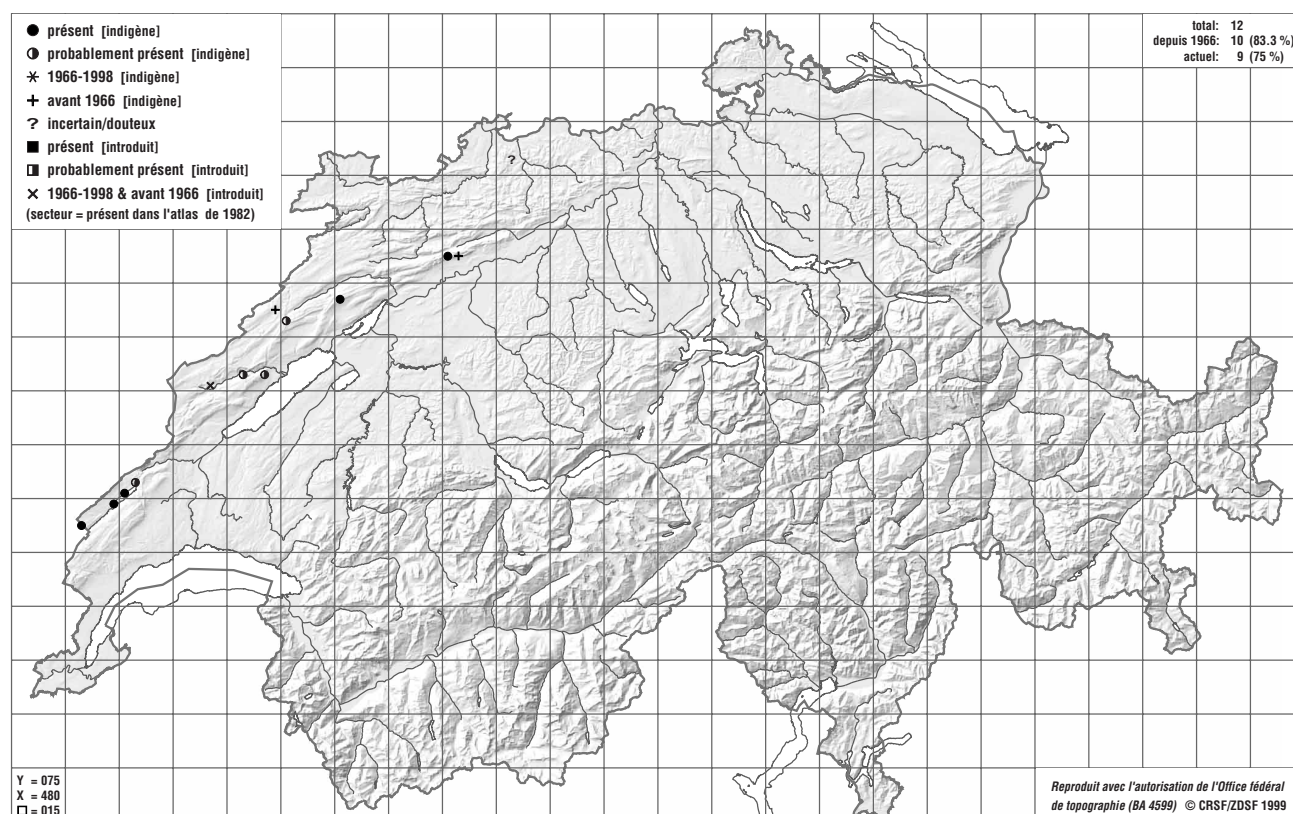 ● présent [indigène]
◑ probablement présent [indigène]
✳ 1966-1998 [indigène]
+ avant 1966 [indigène]
? incertain/douteux
■ présent [introduit]
◨ probablement présent [introduit]
× 1966-1998 & avant 1966 [introduit]
(secteur = présent dans l'atlas de 1982)
total: 12
depuis 1966: 10 (83.3 %)
actuel: 9 (75 %)
?
Y = 075
X = 480
□ = 015
Reproduit avec l'autorisation de l'Office fédéral
de topographie (BA 4599) © CRSF/ZDSF 1999